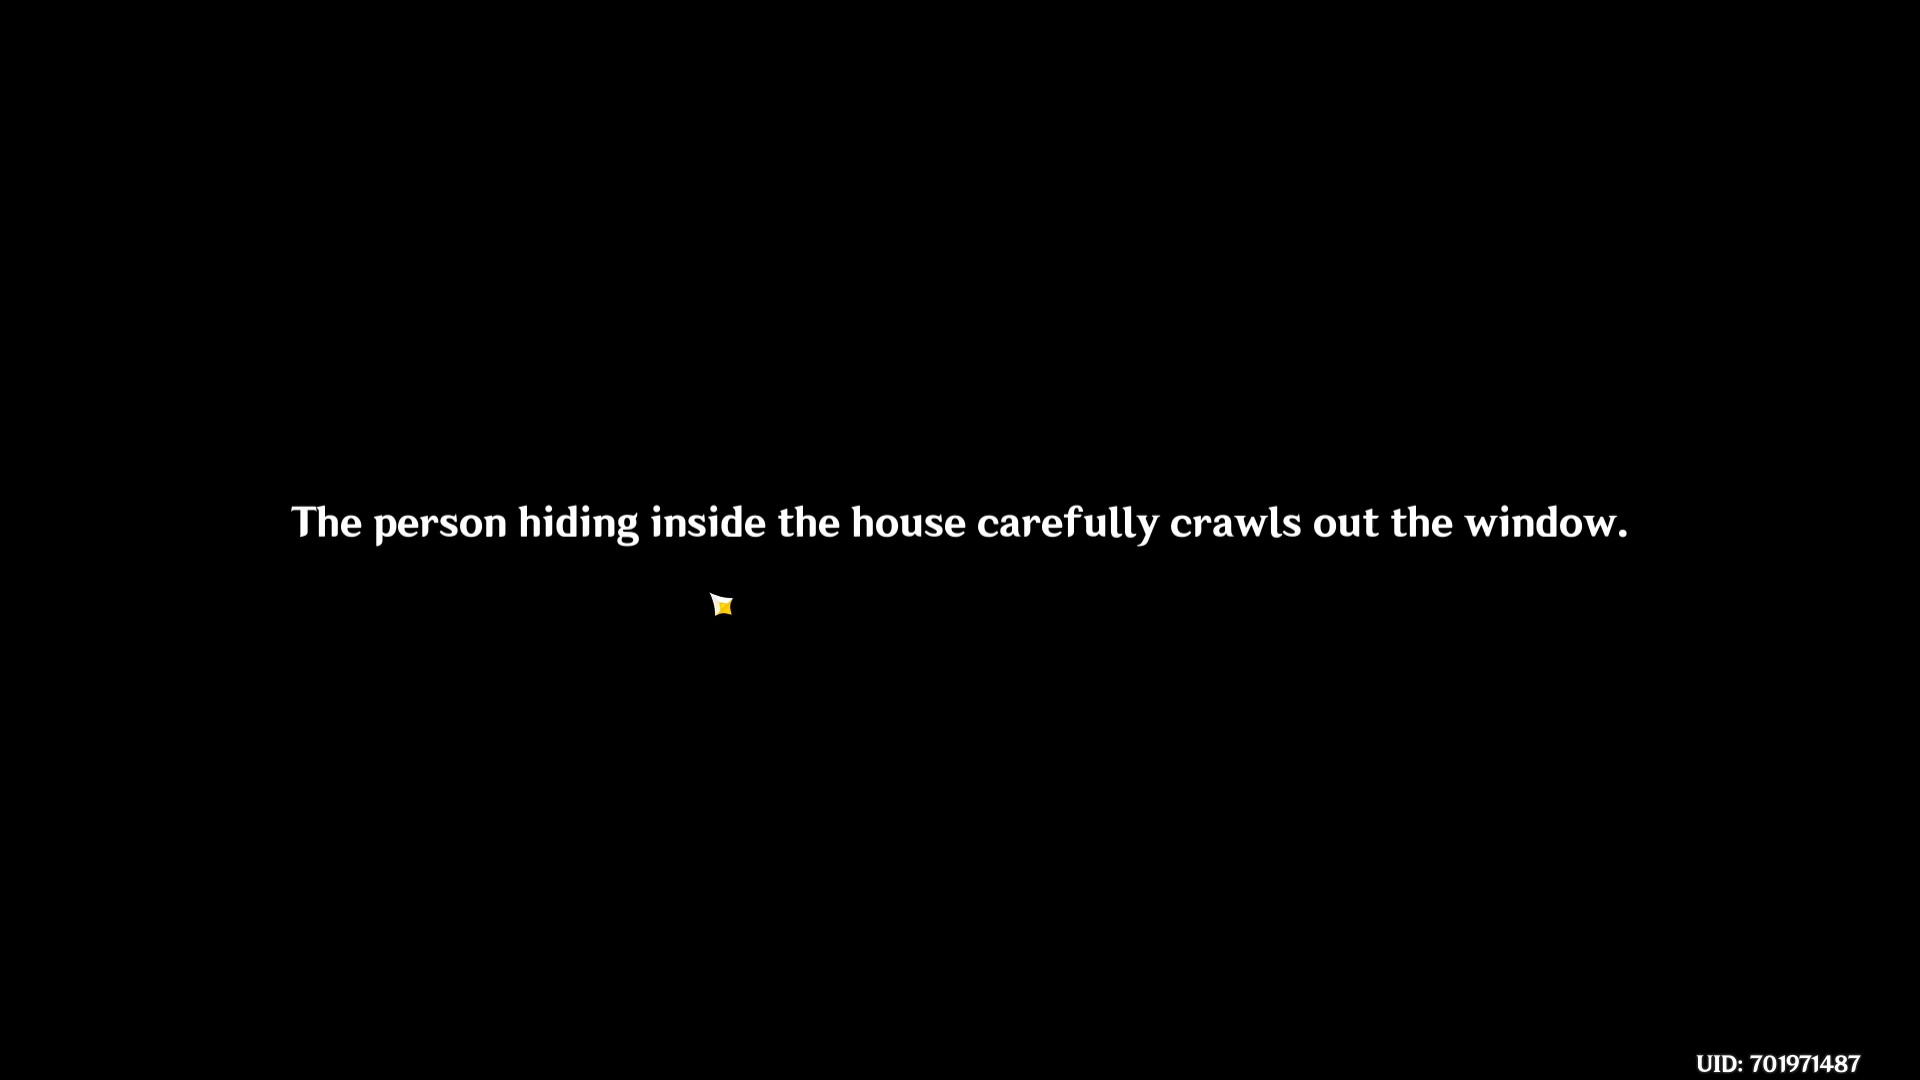 The person hiding inside the house carefully crawls out the window.
UID: 701971487